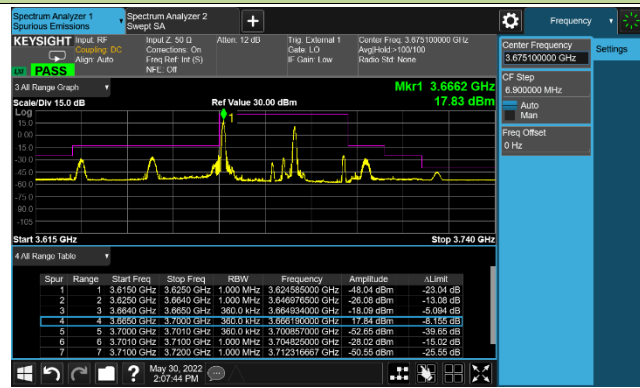 Spectrum Analyzer 1
Spurious Emissions
Spectrum Analyzer 2
Swept SA
Frequency
KEYSIGHT
Input: RF
Coupling: DC
Align: Auto
Input Z: 50 Ω
Corrections: On
Freq Ref: Int (S)
NFE: Off
Atten: 12 dB
Trig: External 1
Gate: LO
IF Gain: Low
Center Freq: 3.675100000 GHz
Avg|Hold:>100/100
Radio Std: None
LM PASS
Center Frequency
3.675100000 GHz
Settings
CF Step
6.900000 MHz
Auto
Man
Freq Offset
0 Hz
3 All Range Graph
Mkr1 3.6662 GHz
17.83 dBm
Scale/Div 15.0 dB
Ref Value 30.00 dBm
Log
15.0
0.00
-15.0
-30.0
-45.0
-60.0
-75.0
-90.0
-105
1
Start 3.615 GHz
Stop 3.740 GHz
4 All Range Table
Spur Range Start Freq Stop Freq RBW Frequency Amplitude ΔLimit
1 1 3.6150 GHz 3.6250 GHz 1.000 MHz 3.624585000 GHz -48.04 dBm -23.04 dB
2 2 3.6250 GHz 3.6640 GHz 1.000 MHz 3.646976500 GHz -26.08 dBm -13.08 dB
3 3 3.6640 GHz 3.6650 GHz 360.0 kHz 3.664934000 GHz -18.09 dBm -5.094 dB
4 4 3.6650 GHz 3.7000 GHz 360.0 kHz 3.666190000 GHz 17.84 dBm -8.155 dB
5 5 3.7000 GHz 3.7010 GHz 360.0 kHz 3.700857000 GHz -52.65 dBm -39.65 dB
6 6 3.7010 GHz 3.7100 GHz 1.000 MHz 3.704825000 GHz -28.02 dBm -15.02 dB
7 7 3.7100 GHz 3.7200 GHz 1.000 MHz 3.712316667 GHz -50.55 dBm -25.55 dB
May 30, 2022
2:07:44 PM